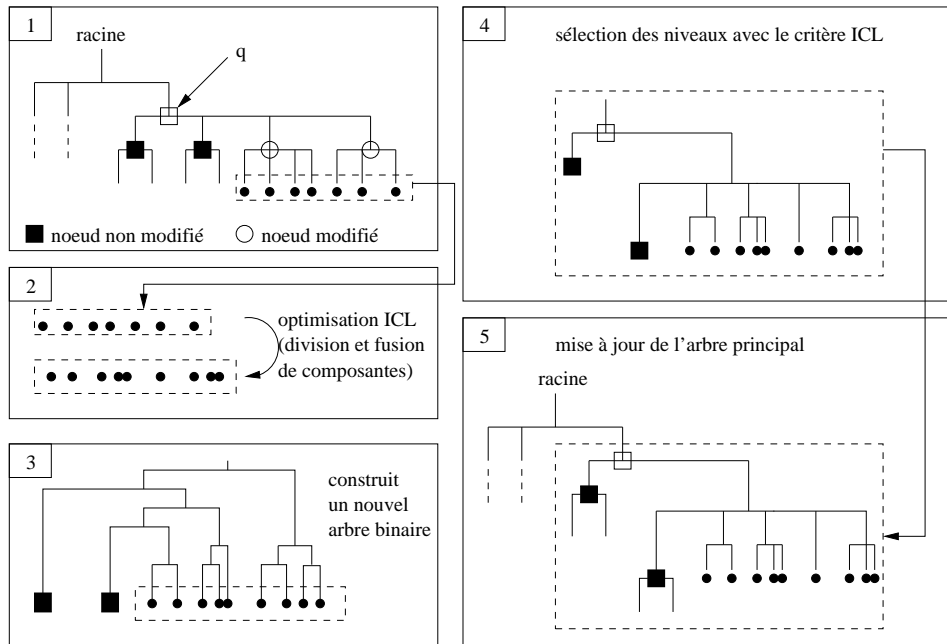 1
racine
q
noeud non modifié
noeud modifié
2
optimisation ICL
(division et fusion
de composantes)
3
construit
un nouvel
arbre binaire
4
sélection des niveaux avec le critère ICL
5
mise à jour de l'arbre principal
racine